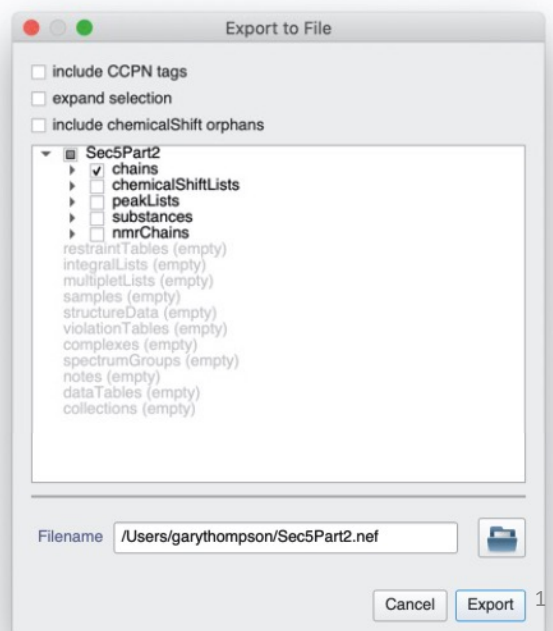 Export to File
include CCPN tags
expand selection
include chemicalShift orphans
Sec5Part2
chains
chemicalShiftLists
peakLists
substances
nmrChains
restraintTables (empty)
integralLists (empty)
multipletLists (empty)
samples (empty)
structureData (empty)
violationTables (empty)
complexes (empty)
spectrumGroups (empty)
notes (empty)
dataTables (empty)
collections (empty)
Filename /Users/garythompson/Sec5Part2.nef
Cancel Export 1